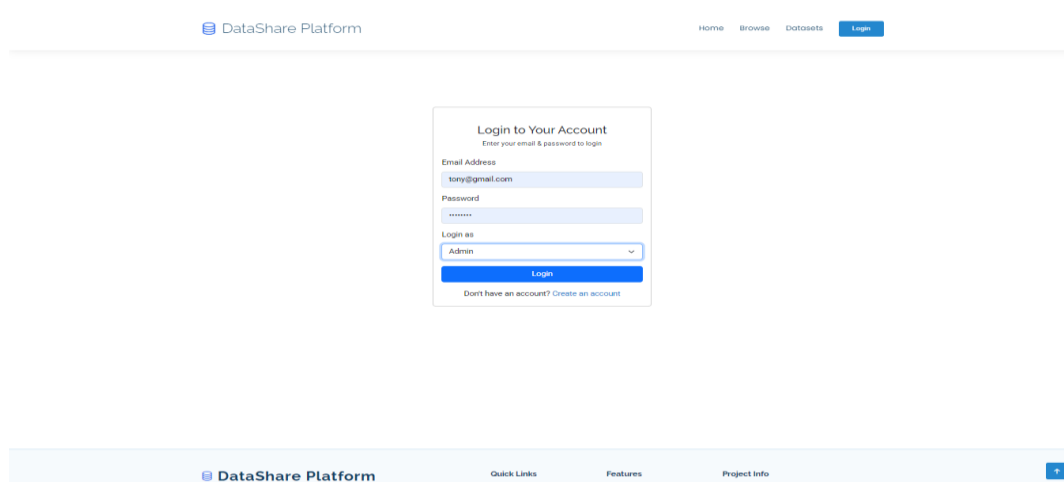 DataShare Platform
Home Browse Datasets Login
Login to Your Account
Enter your email & password to login
Email Address
tony@gmail.com
Password
••••••••
Login as
Admin
Login
Don't have an account? Create an account
DataShare Platform
Quick Links
Features
Project Info